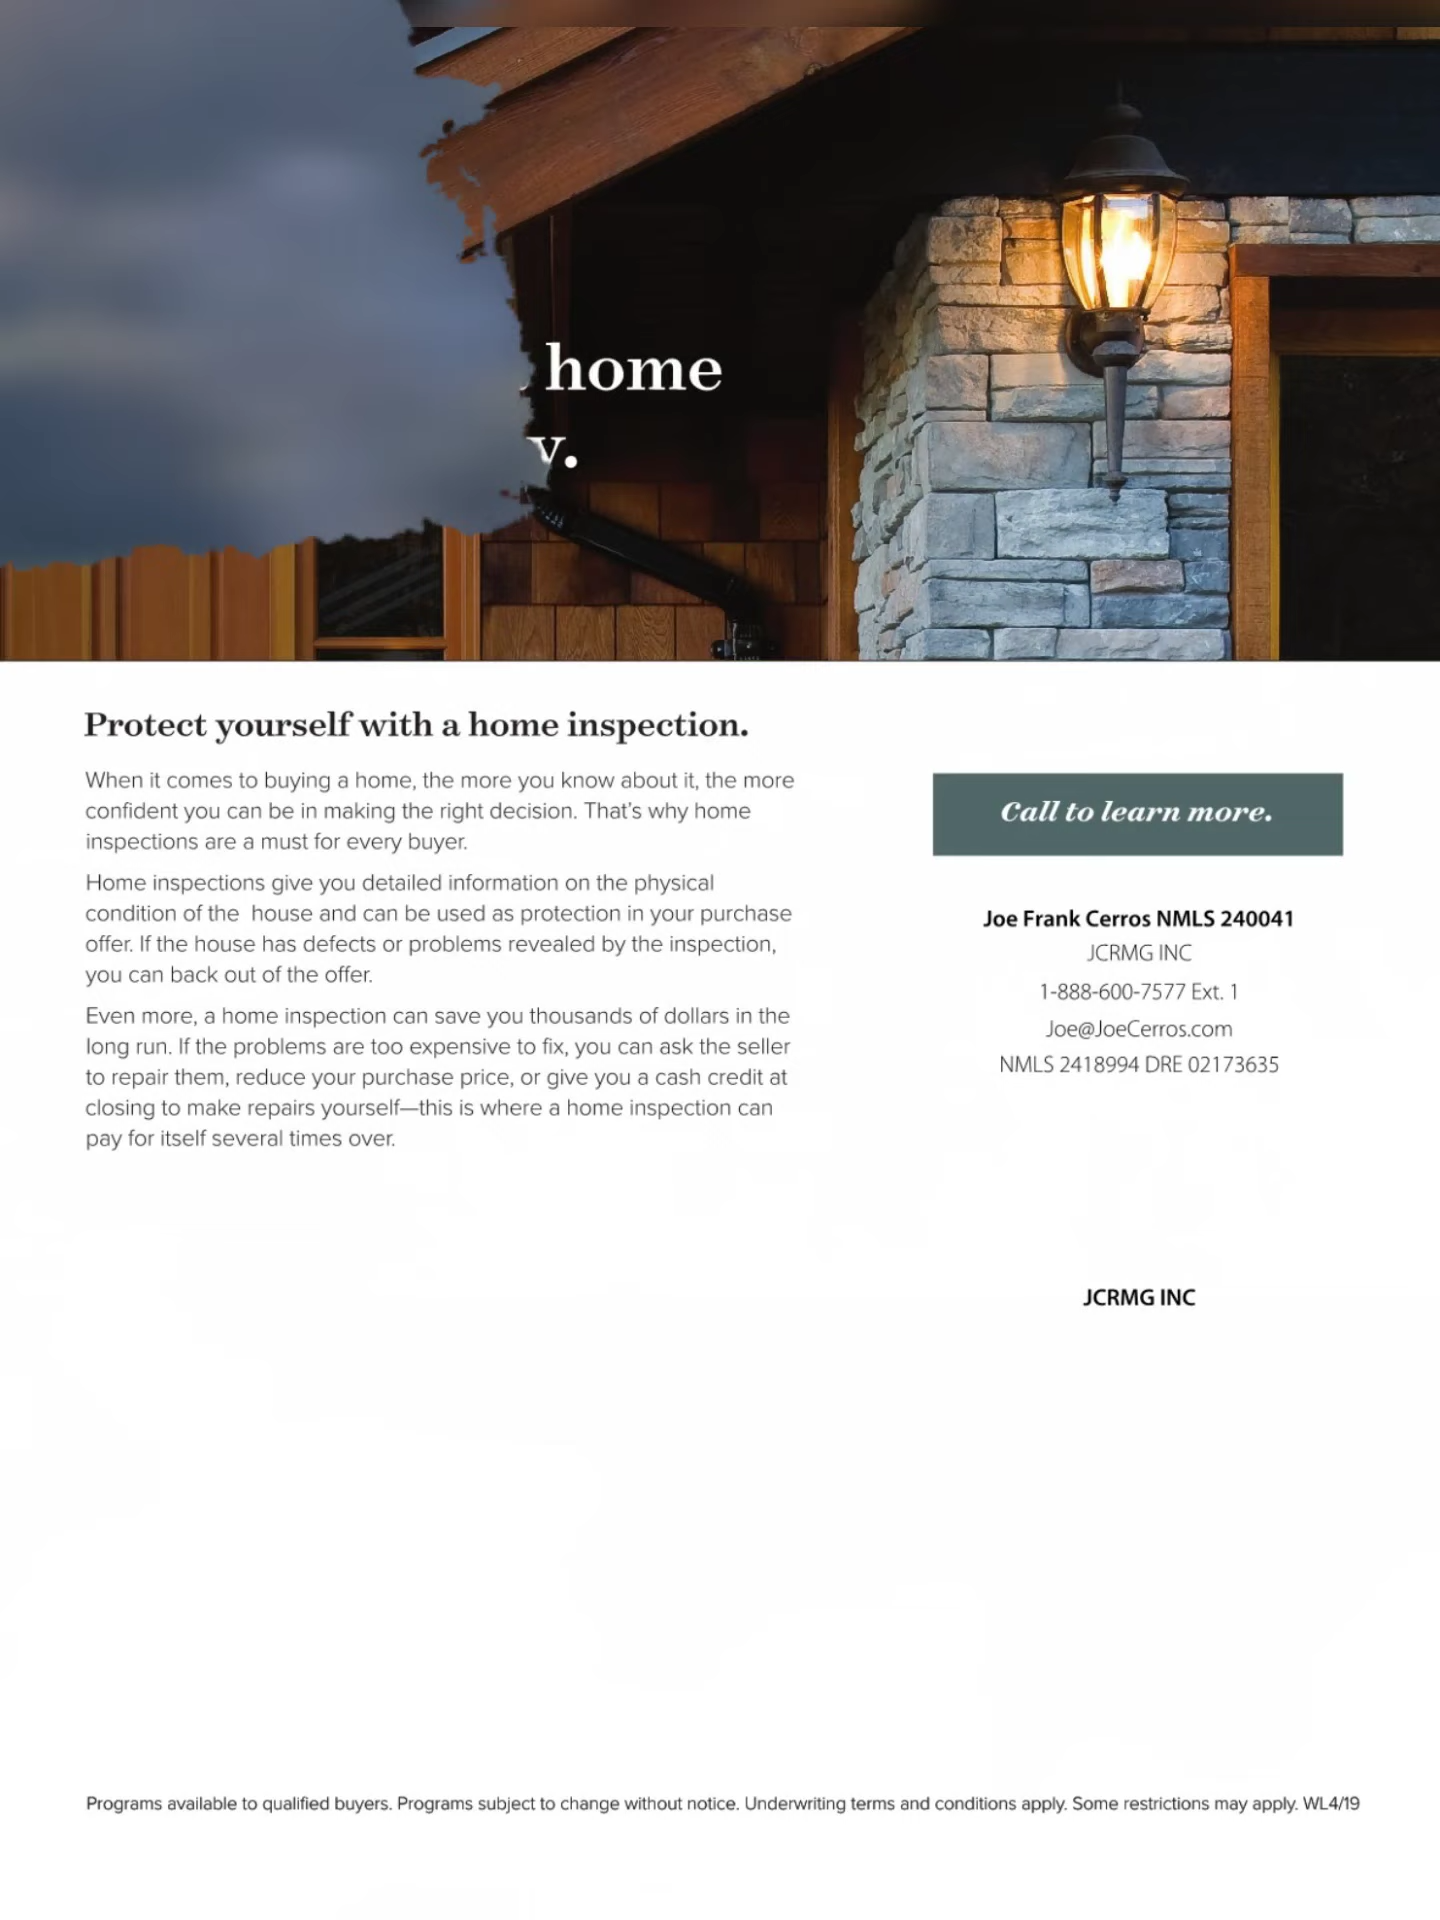 home
Protect yourself with a home inspection.
When it comes to buying a home, the more you know about it, the more
confident you can be in making the right decision. That’s why home
inspections are a must for every buyer.
Home inspections give you detailed information on the physical
condition of the  house and can be used as protection in your purchase
offer. If the house has defects or problems revealed by the inspection,
you can back out of the offer.
Even more, a home inspection can save you thousands of dollars in the
long run. If the problems are too expensive to fix, you can ask the seller
to repair them, reduce your purchase price, or give you a cash credit at
closing to make repairs yourself—this is where a home inspection can
pay for itself several times over.
Call to learn more.
Joe Frank Cerros NMLS 240041
JCRMG INC
1-888-600-7577 Ext. 1
Joe@JoeCerros.com
NMLS 2418994 DRE 02173635
JCRMG INC
Programs available to qualified buyers. Programs subject to change without notice. Underwriting terms and conditions apply. Some restrictions may apply. WL4/19